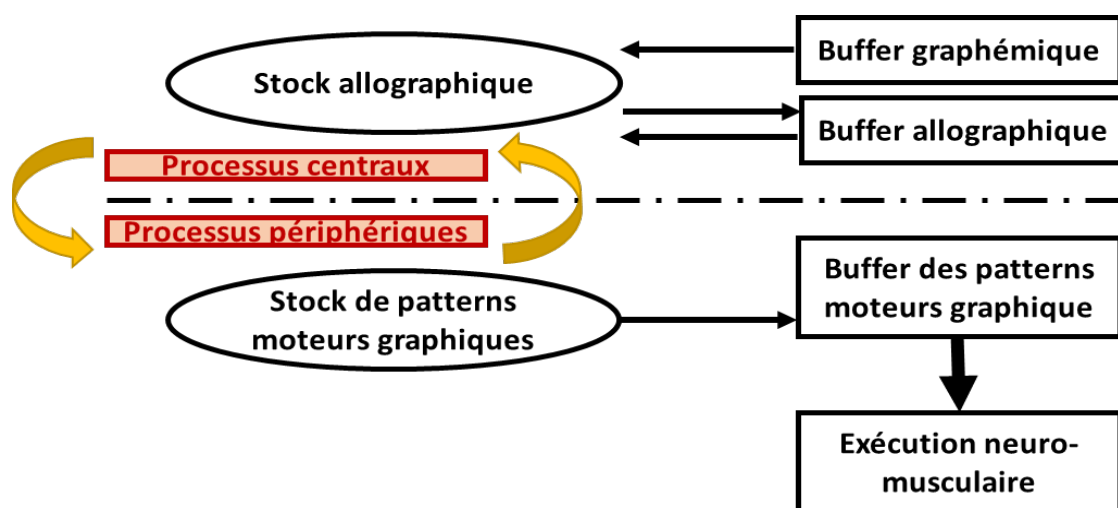 Buffer graphémique
Stock allographique
Buffer allographique
Processus centraux
Processus périphériques
Stock de patterns
moteurs graphiques
Buffer des patterns
moteurs graphique
Exécution neuro-
musculaire